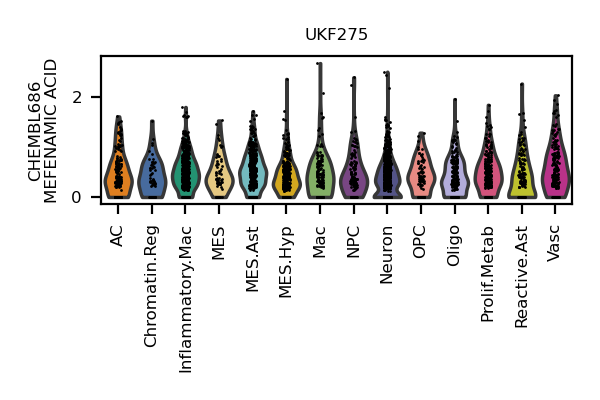 UKF275
CHEMBL686
MEFENAMIC ACID
2
0
AC
Chromatin.Reg
Inflammatory.Mac
MES
MES.Ast
MES.Hyp
Mac
NPC
Neuron
OPC
Oligo
Prolif.Metab
Reactive.Ast
Vasc